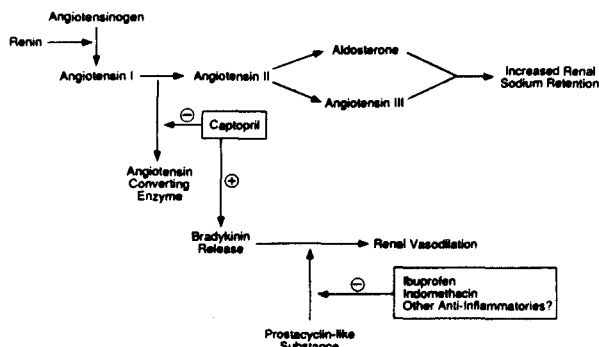 Angiotensinogen
Renin
Angiotensin I
Angiotensin II
Aldosterone
Angiotensin III
Increased Renal
Sodium Retention
⊖
Captopril
Angiotensin
Converting
Enzyme
⊕
Bradykinin
Release
Renal Vasodilation
⊖
Ibuprofen
Indomethacin
Other Anti-Inflammatories?
Prostacyclin-like
Substance